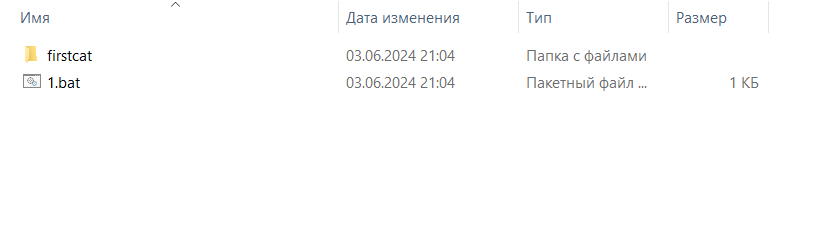 Имя Дата изменения Тип Размер
firstcat 03.06.2024 21:04 Папка с файлами
1.bat 03.06.2024 21:04 Пакетный файл ... 1 КБ